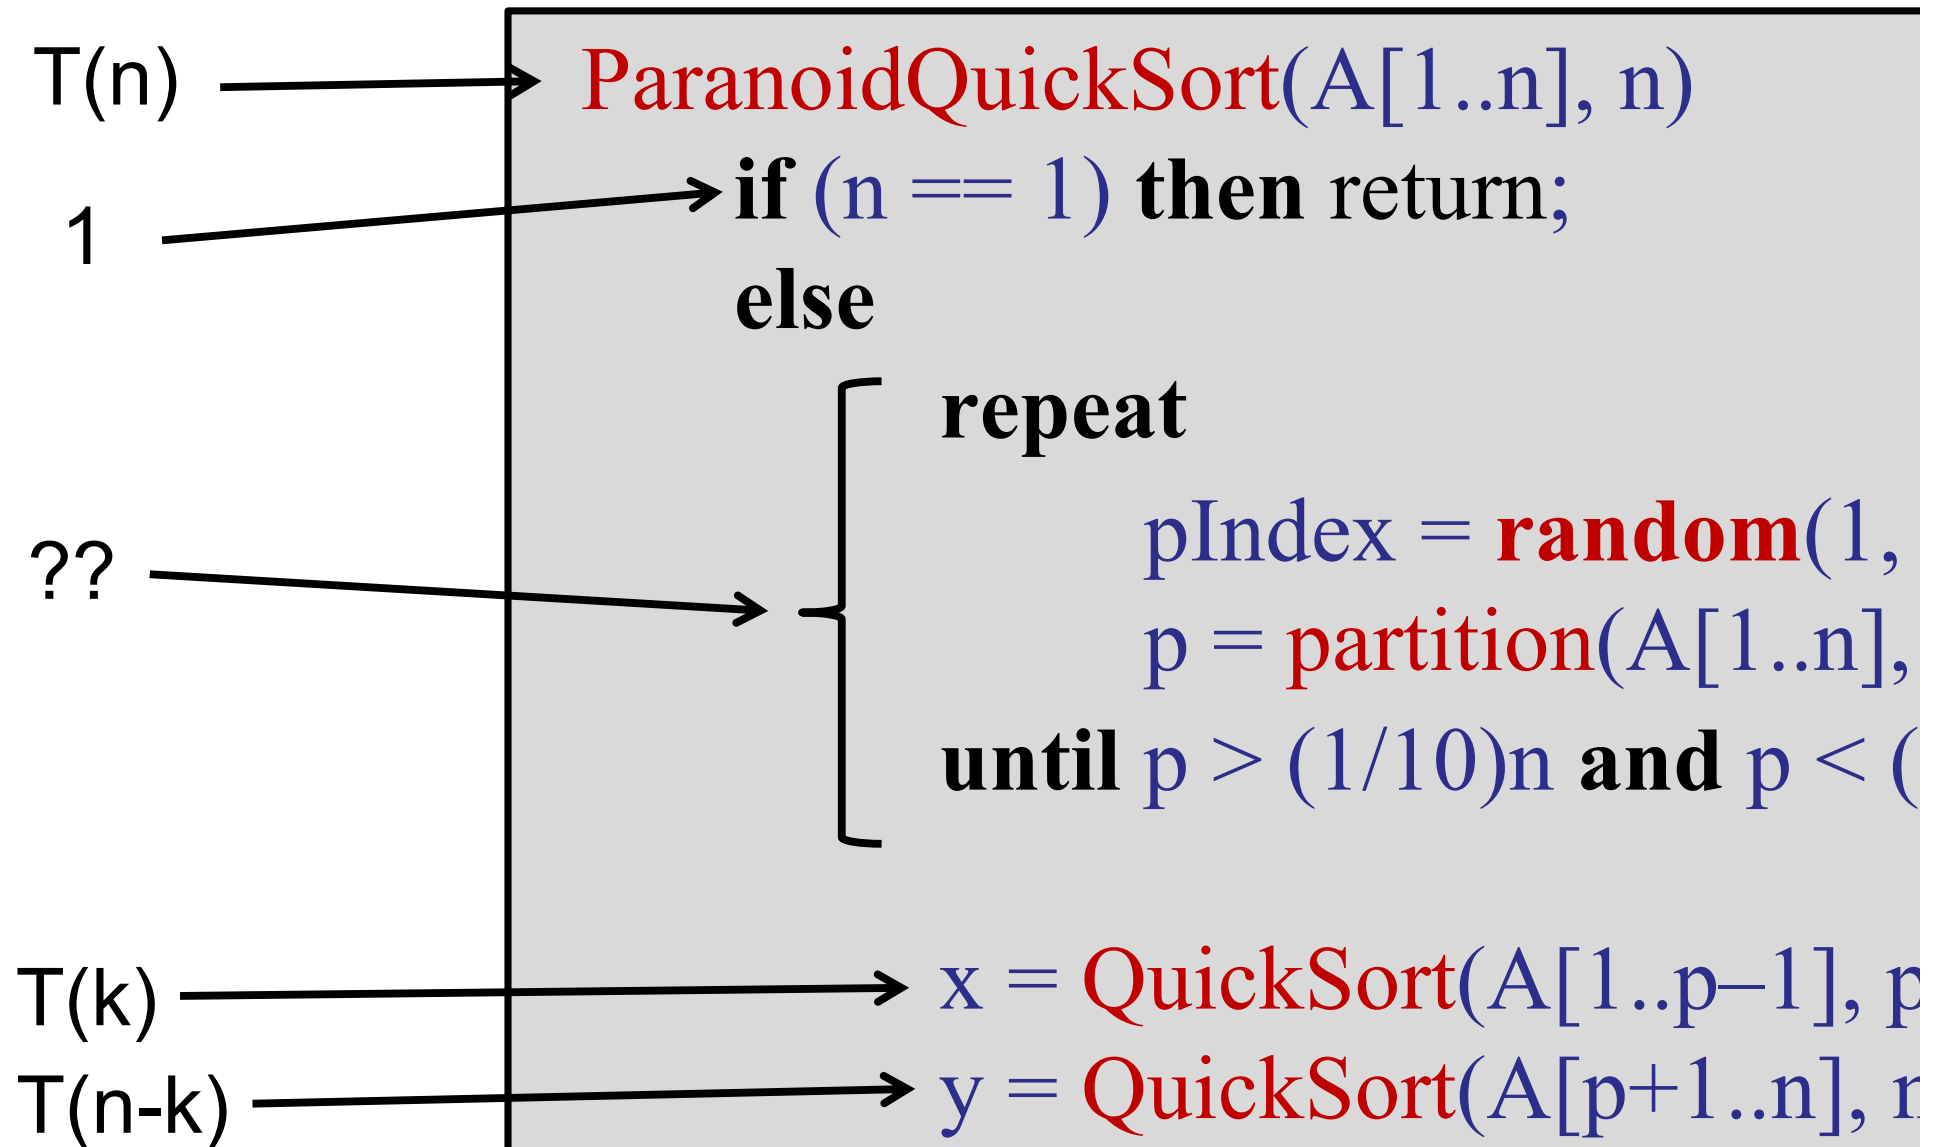 T(n)
ParanoidQuickSort(A[1..n], n)
1
if (n == 1) then return;
else
repeat
??
pIndex = random(1,
p = partition(A[1..n],
until p > (1/10)n and p < (
T(k)
x = QuickSort(A[1..p–1], p
T(n-k)
y = QuickSort(A[p+1..n], n